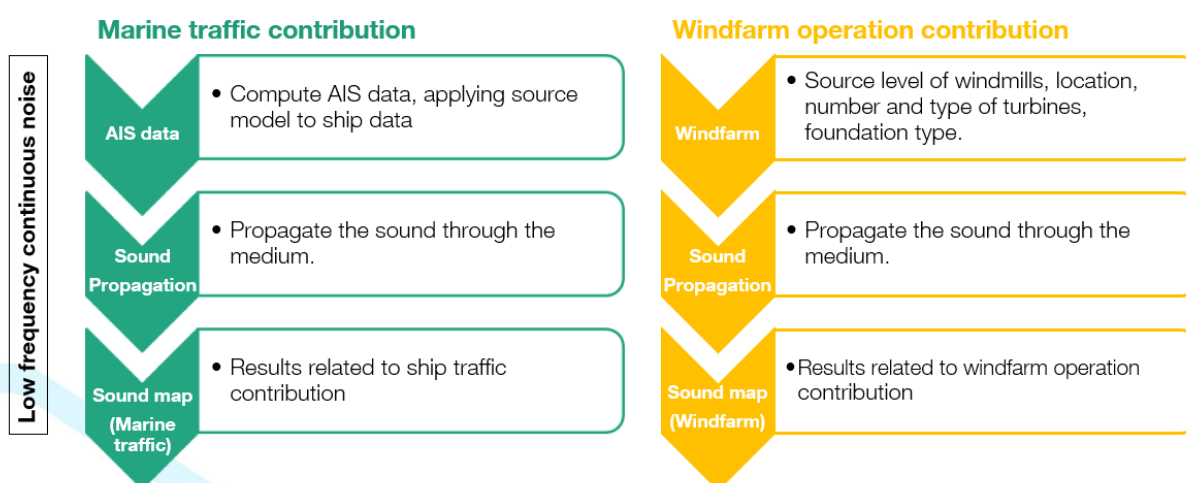 Low frequency continuous noise
Marine traffic contribution
AIS data
• Compute AIS data, applying source
model to ship data
Sound
Propagation
• Propagate the sound through the
medium.
Sound map
(Marine
traffic)
• Results related to ship traffic
contribution
Windfarm operation contribution
Windfarm
• Source level of windmills, location,
number and type of turbines,
foundation type.
Sound
Propagation
• Propagate the sound through the
medium.
Sound map
(Windfarm)
•Results related to windfarm operation
contribution